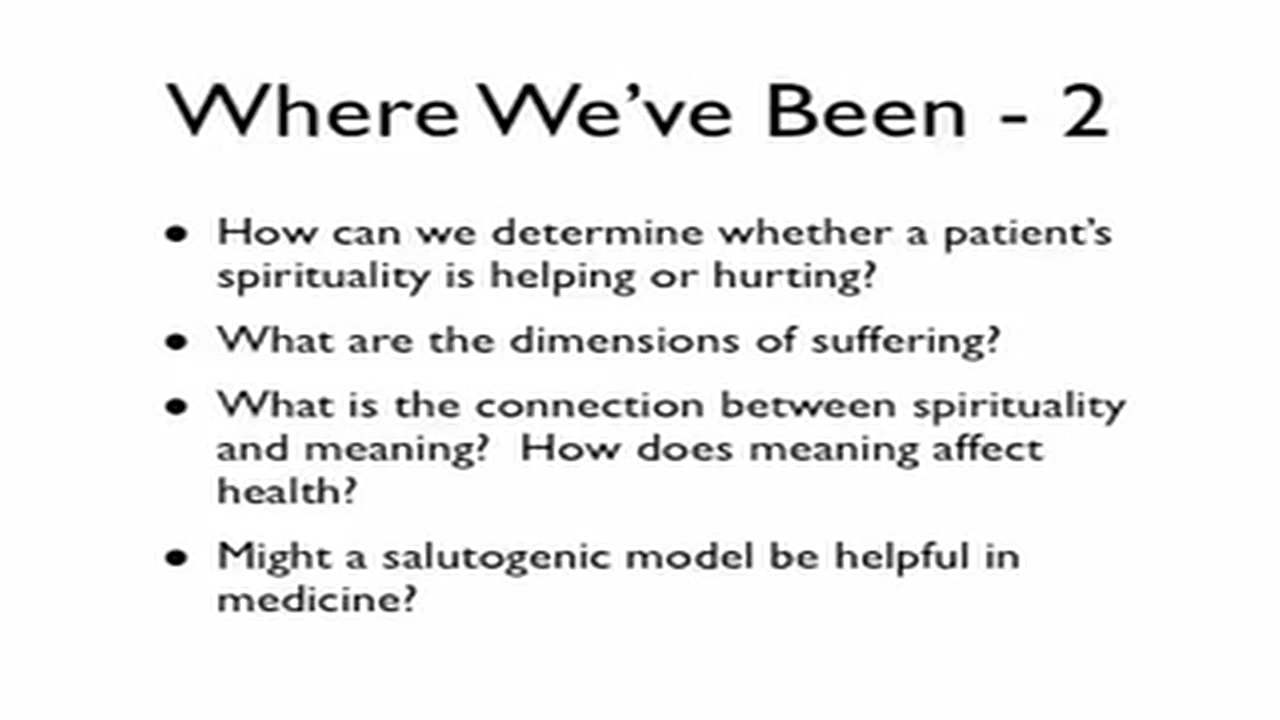 Where We've Been - 2
• How can we determine whether a patient's
spirituality is helping or hurting?
• What are the dimensions of suffering?
• What is the connection between spirituality
and meaning?  How does meaning affect
health?
• Might a salutogenic model be helpful in
medicine?